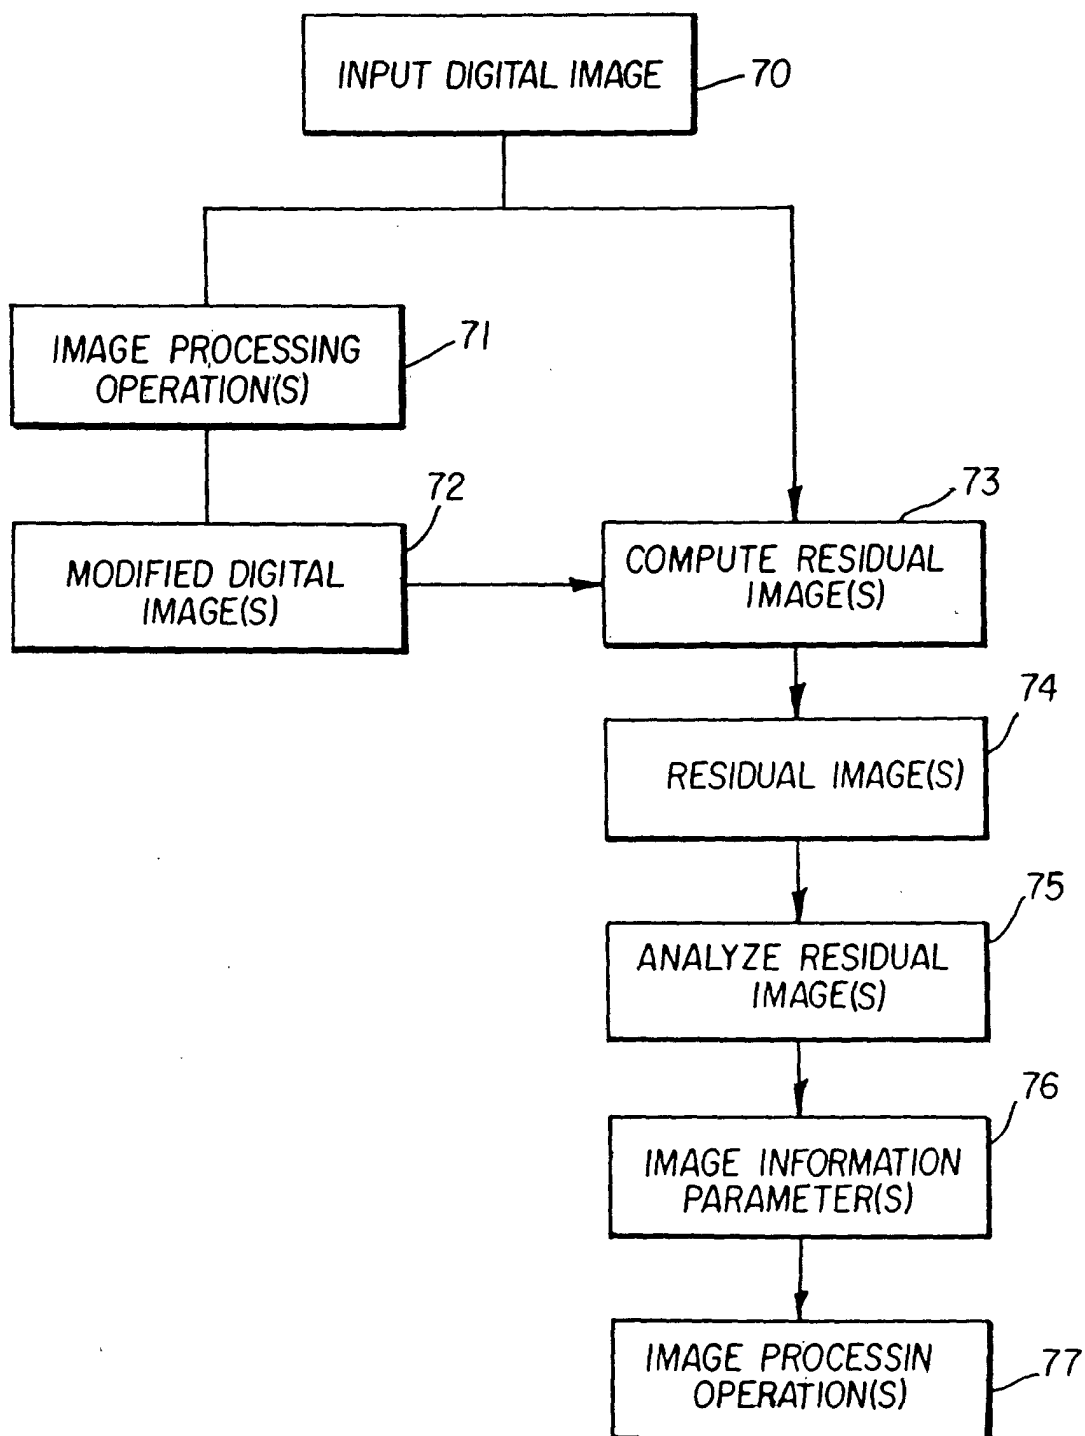 INPUT DIGITAL IMAGE
70
IMAGE PROCESSING
OPERATION(S)
71
72
MODIFIED DIGITAL
IMAGE(S)
73
COMPUTE RESIDUAL
IMAGE(S)
74
RESIDUAL IMAGE(S)
75
ANALYZE RESIDUAL
IMAGE(S)
76
IMAGE INFORMATION
PARAMETER(S)
IMAGE PROCESSIN
OPERATION(S)
77